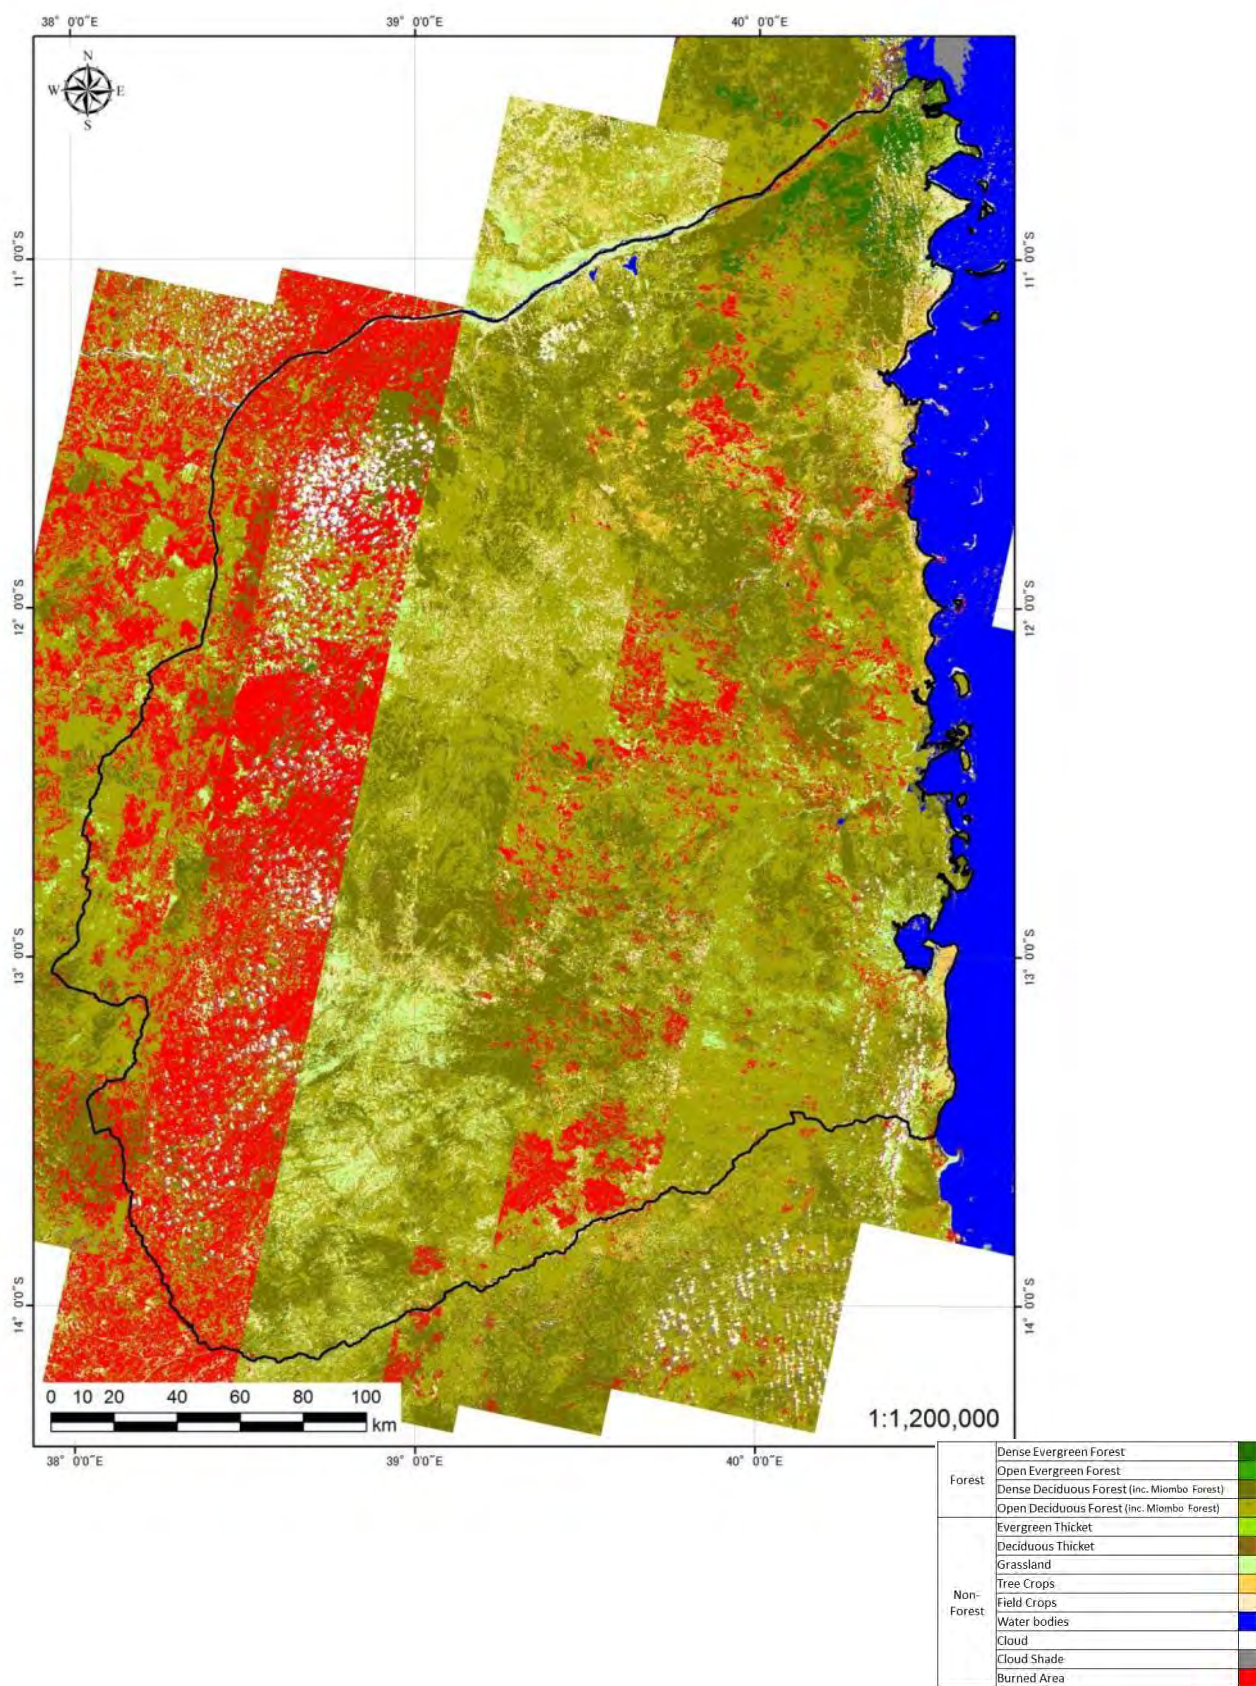 38° 0'0"E 39° 0'0"E 40° 0'0"E
N
W E
S
11° 0'0"S 11° 0'0"S
12° 0'0"S 12° 0'0"S
13° 0'0"S 13° 0'0"S
14° 0'0"S 14° 0'0"S
0 10 20 40 60 80 100
km
1:1,200,000
38° 0'0"E 39° 0'0"E 40° 0'0"E
Forest
Dense Evergreen Forest
Open Evergreen Forest
Dense Deciduous Forest (inc. Miombo Forest)
Open Deciduous Forest (inc. Miombo Forest)
Non-
Forest
Evergreen Thicket
Deciduous Thicket
Grassland
Tree Crops
Field Crops
Water bodies
Cloud
Cloud Shade
Burned Area